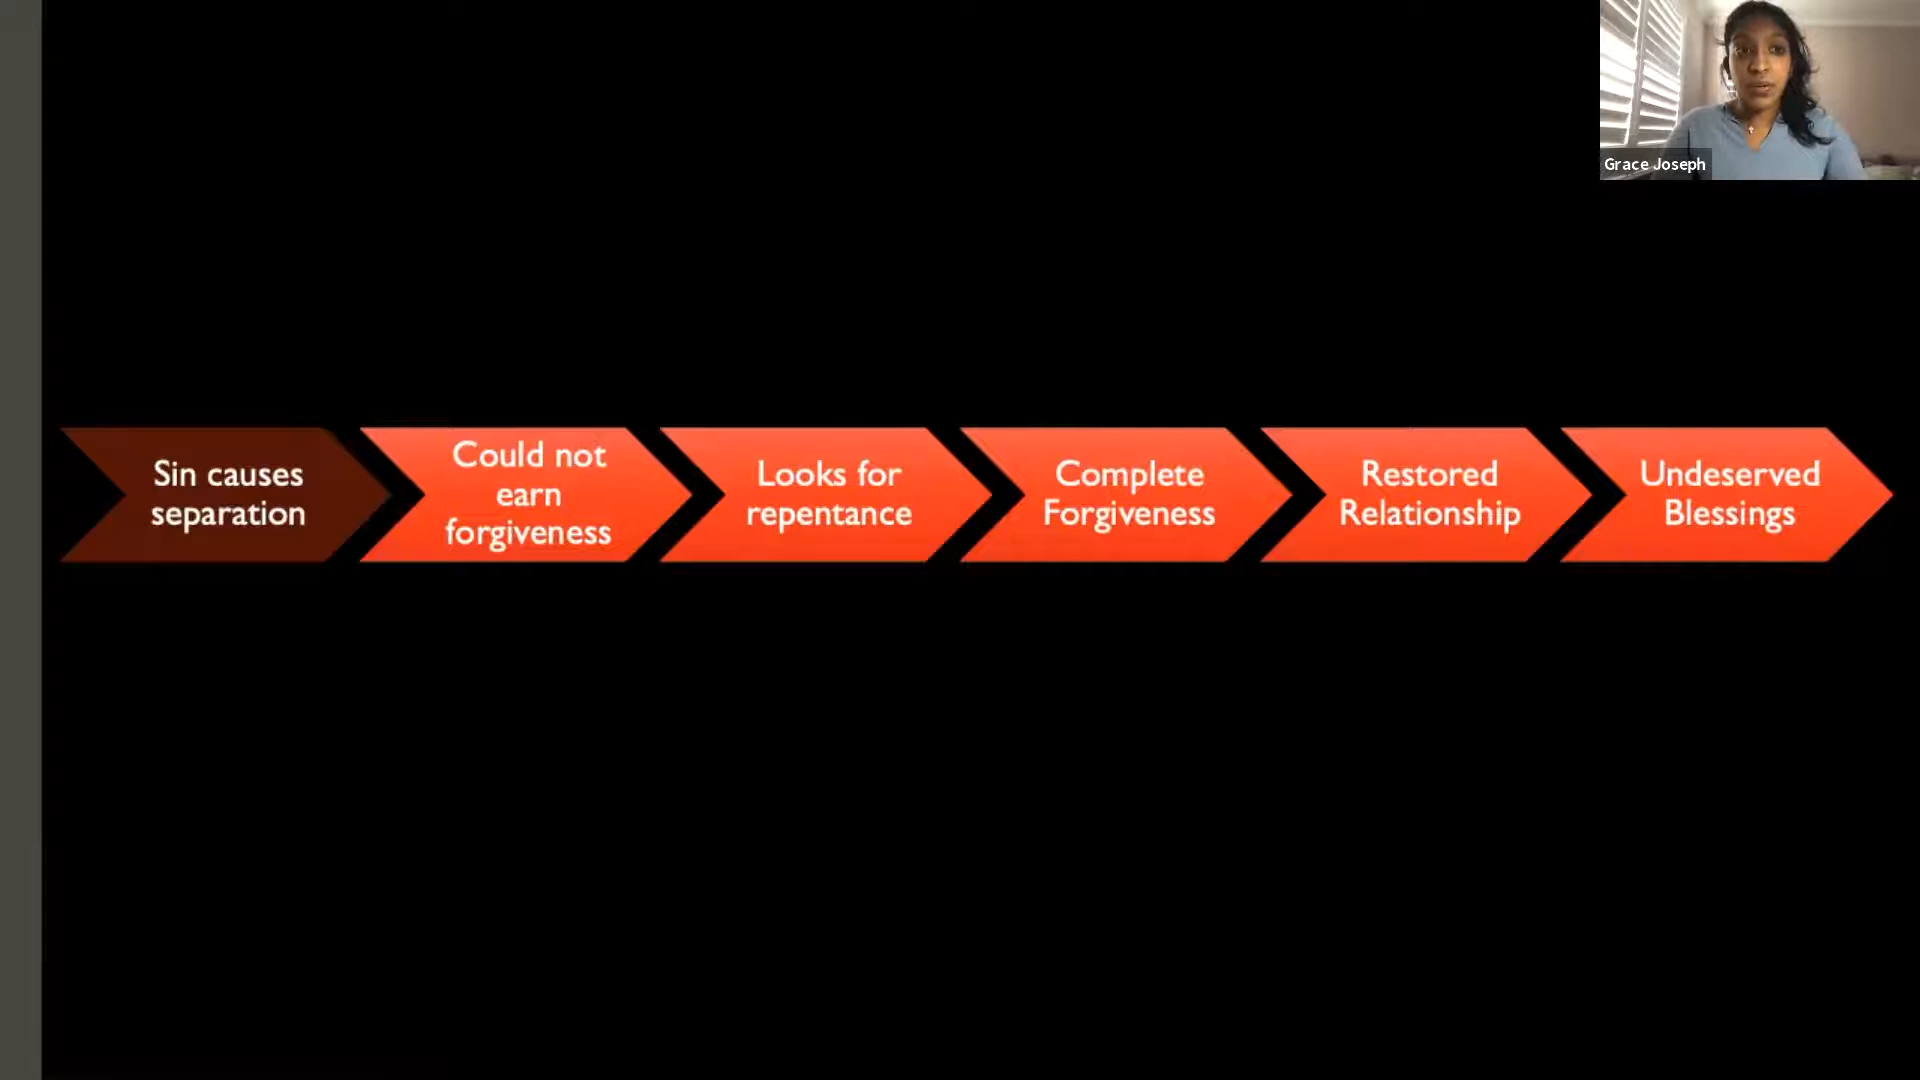 Grace Joseph
Sin causes
separation
Could not
earn
forgiveness
Looks for
repentance
Complete
Forgiveness
Restored
Relationship
Undeserved
Blessings